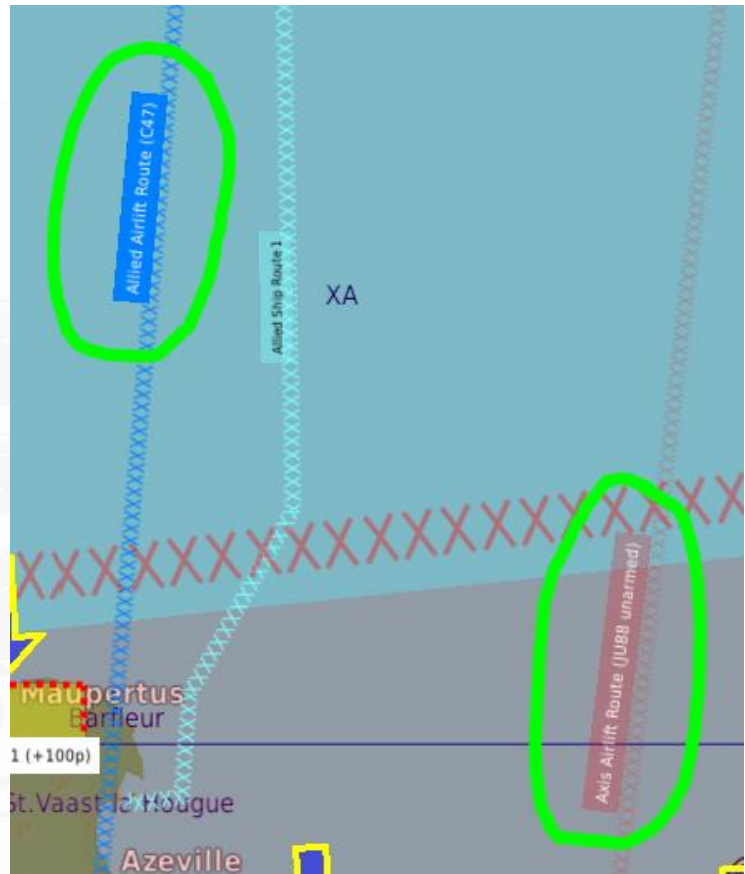 Allied Airlift Route (C47)
Allied Ship Route 1
XA
Axis Airlift Route (JU88 unarmed)
Maupertus
Barfleur
1 (+100p)
St.Vaast la Hougue
Azeville